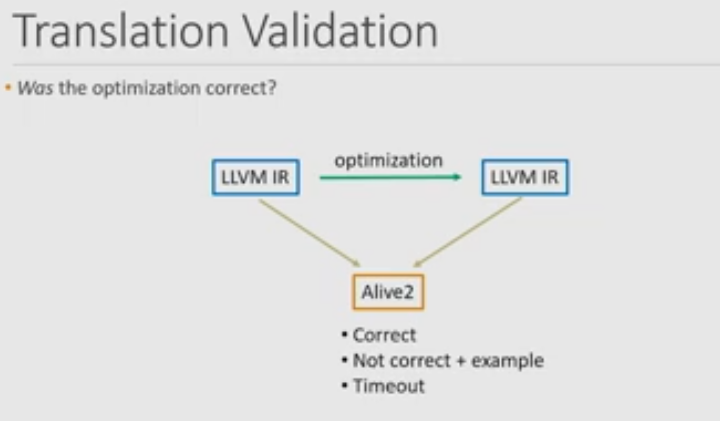 Translation Validation
• Was the optimization correct?
optimization
LLVM IR
LLVM IR
Alive2
• Correct
• Not correct + example
• Timeout